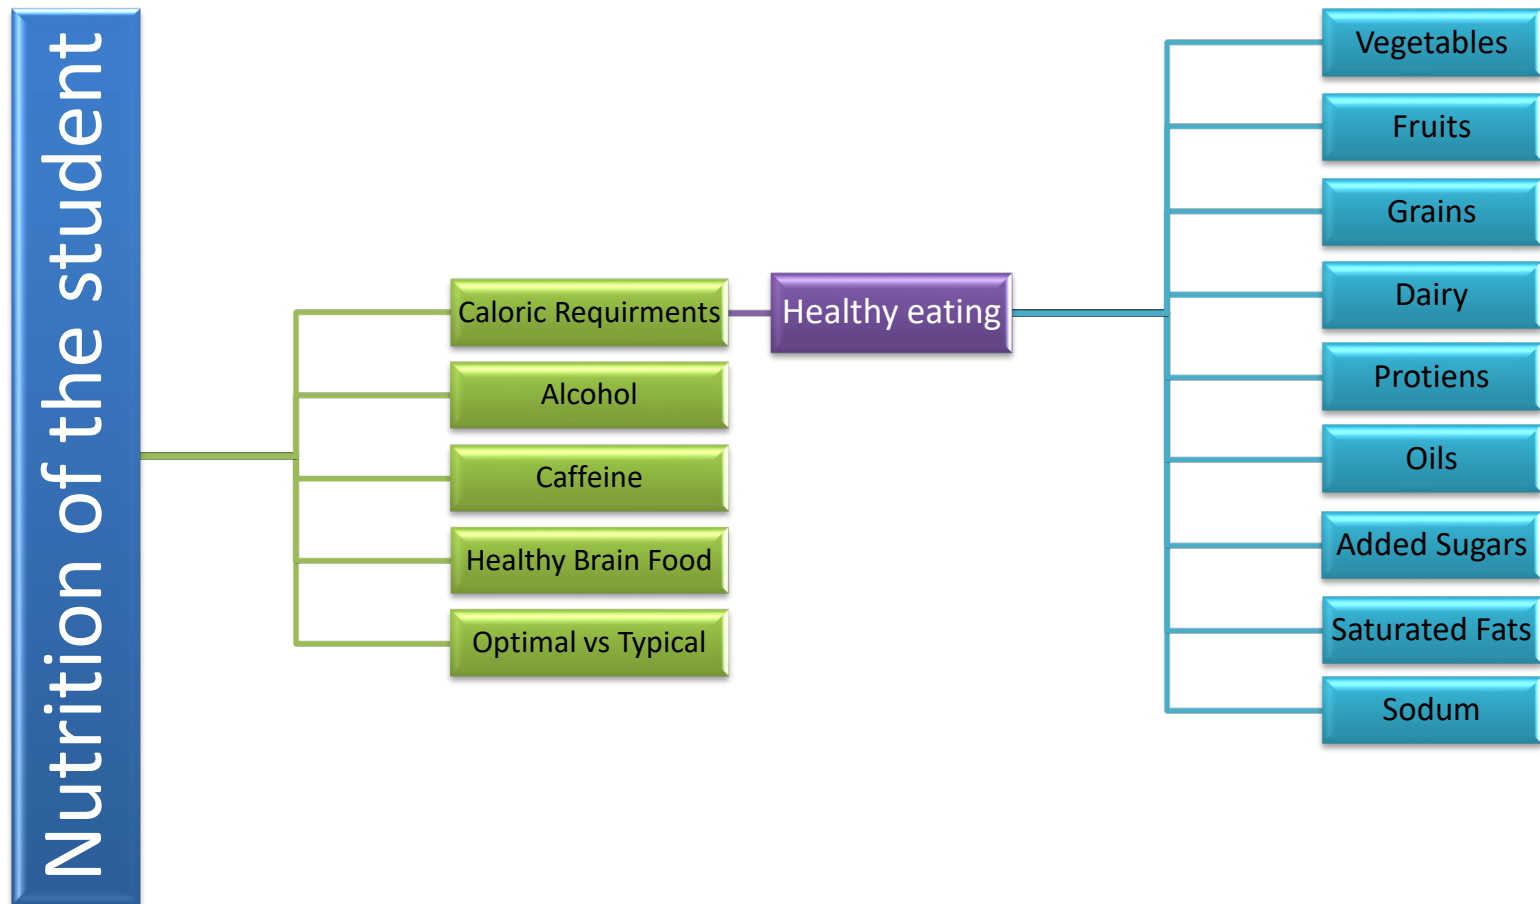 Nutrition of the student
Caloric Requirments
Alcohol
Caffeine
Healthy Brain Food
Optimal vs Typical
Healthy eating
Vegetables
Fruits
Grains
Dairy
Protiens
Oils
Added Sugars
Saturated Fats
Sodum